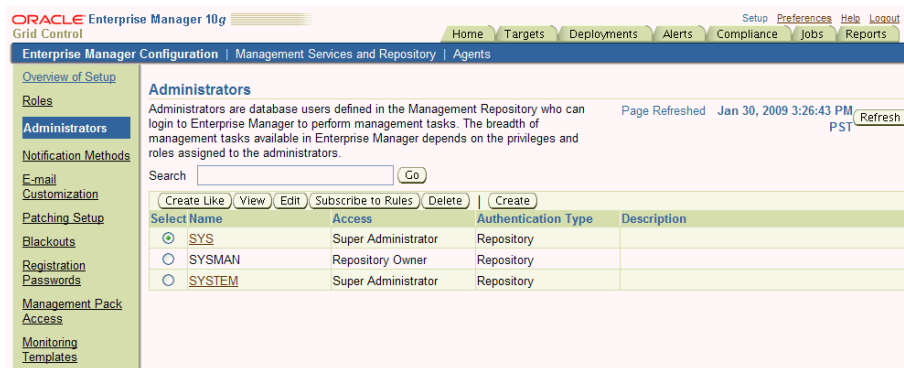 ORACLE Enterprise Manager 10g
Grid Control
Setup Preferences Help Logout
Home Targets Deployments Alerts Compliance Jobs Reports
Enterprise Manager Configuration | Management Services and Repository | Agents
Overview of Setup
Roles
Administrators
Notification Methods
E-mail
Customization
Patching Setup
Blackouts
Registration
Passwords
Management Pack
Access
Monitoring
Templates
Administrators
Administrators are database users defined in the Management Repository who can
login to Enterprise Manager to perform management tasks. The breadth of
management tasks available in Enterprise Manager depends on the privileges and
roles assigned to the administrators.
Page Refreshed Jan 30, 2009 3:26:43 PM
PST
Refresh
Search Go
Create Like View Edit Subscribe to Rules Delete | Create
Select Name Access Authentication Type Description
SYS Super Administrator Repository
SYSMAN Repository Owner Repository
SYSTEM Super Administrator Repository